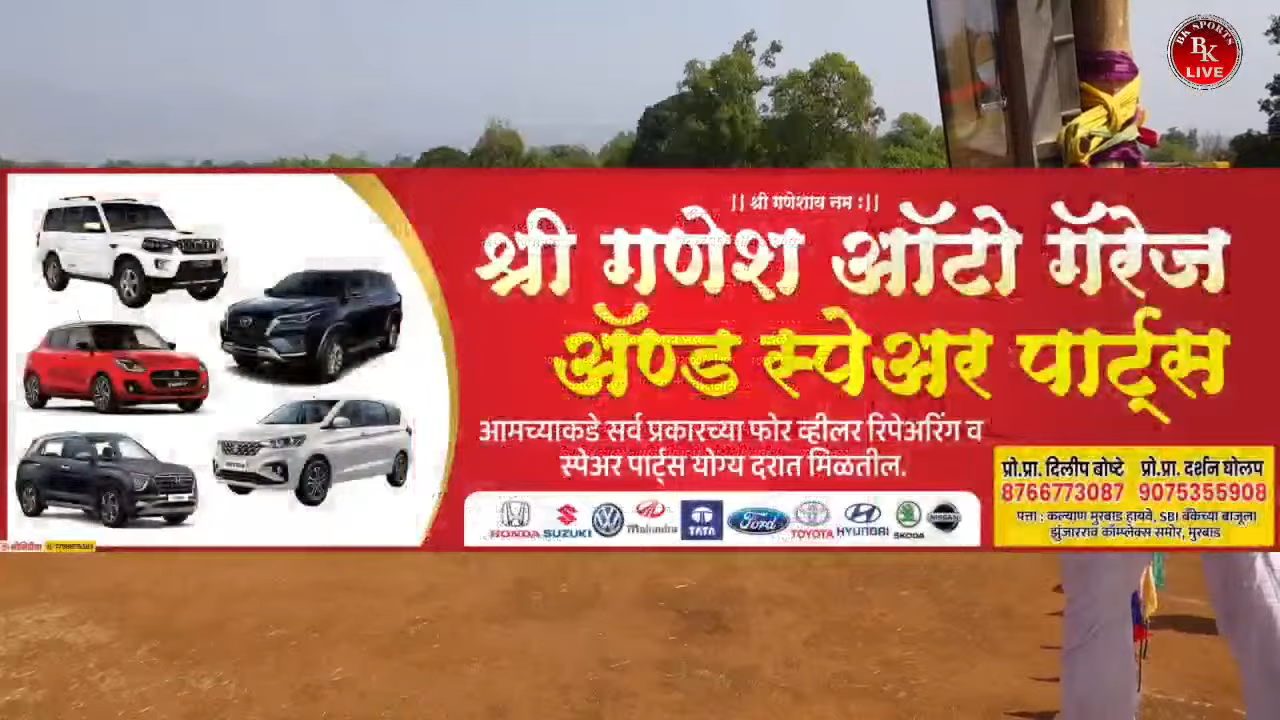 BK SPORTS
BK
LIVE
|| श्री गणेशाय नम :||
श्री गणेश ऑटो गॅरेज
ॲण्ड स्पेअर पार्ट्स
आमच्याकडे सर्व प्रकारच्या फोर व्हीलर रिपेअरिंग व
स्पेअर पार्ट्स योग्य दरात मिळतील.
HONDA SUZUKI Mahindra TATA Ford TOYOTA HYUNDAI SKODA NISSAN
प्रो.प्रा. दिलीप बोष्टे प्रो.प्रा. दर्शन घोलप
8766773087 9075355908
पत्ता : कल्याण मुरबाड हायवे, SBI बँकेच्या बाजूला
झुंजारराव कॉम्प्लेक्स समोर, मुरबाड